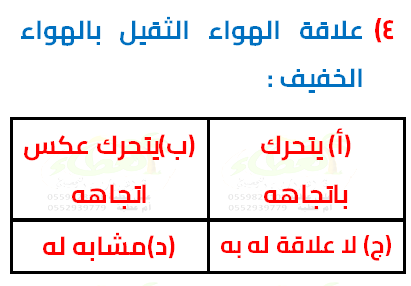 ٤) علاقة الهواء الثقيل بالهواء
الخفيف :
(أ) يتحرك
باتجاهه
(ب)يتحرك عكس
اتجاهه
(ج) لا علاقة له به
(د)مشابه له